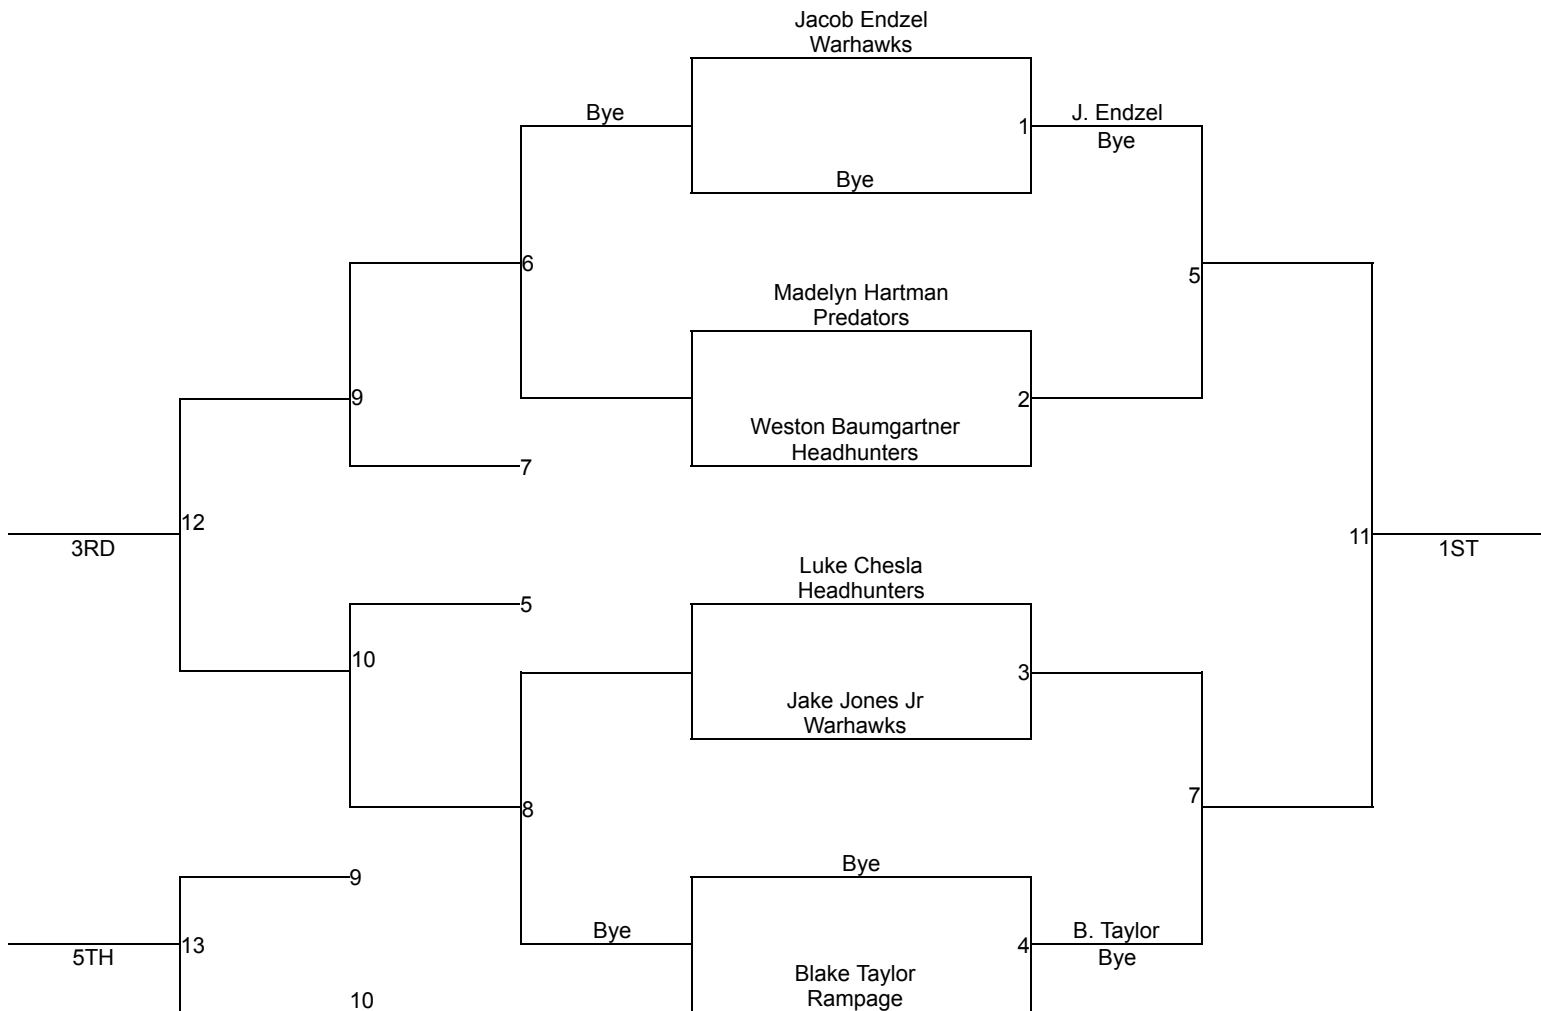 Jacob Endzel
Warhawks
Bye
1
J. Endzel
Bye
Bye
6
5
Madelyn Hartman
Predators
9
2
Weston Baumgartner
Headhunters
7
12
3RD
11
1ST
Luke Chesla
Headhunters
5
10
3
Jake Jones Jr
Warhawks
7
8
Bye
9
Bye
B. Taylor
13
4
5TH
Bye
Blake Taylor
Rampage
10